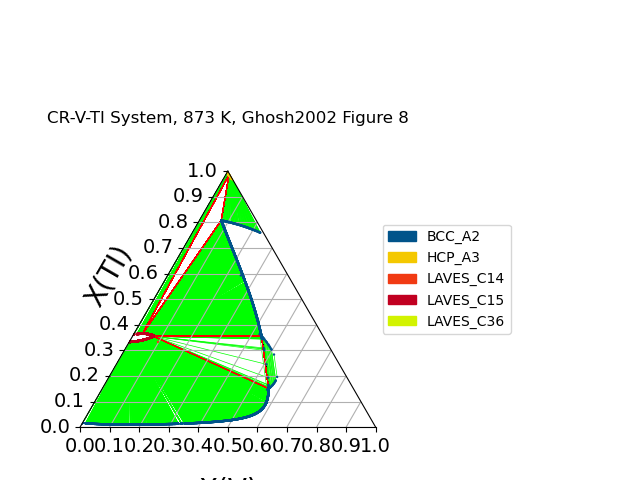 CR-V-TI System, 873 K, Ghosh2002 Figure 8
1.0
0.9
0.8
0.7
0.6
0.5
0.4
0.3
0.2
0.1
0.0
X(TI)
0.00.10.20.30.40.50.60.70.80.91.0
BCC_A2
HCP_A3
LAVES_C14
LAVES_C15
LAVES_C36